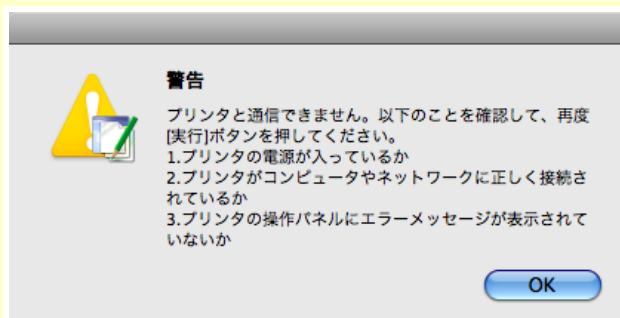 警告
プリンタと通信できません。以下のことを確認して、再度
[実行]ボタンを押してください。
1.プリンタの電源が入っているか
2.プリンタがコンピュータやネットワークに正しく接続さ
れているか
3.プリンタの操作パネルにエラーメッセージが表示されて
いないか
OK